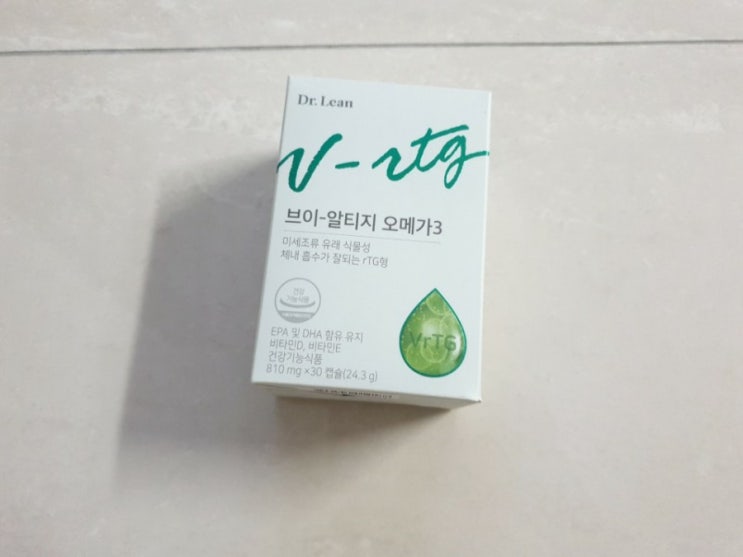 Dr. Lean
V-rtg
브이-알티지 오메가3
미세조류 유래 식물성
체내 흡수가 잘되는 rTG형
건강
기능식품
VrTG
EPA 및 DHA 함유 유지
비타민D, 비타민E
건강기능식품
810 mg ×30 캡슐(24.3 g)